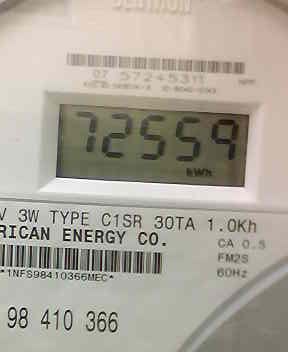 07 57245311
72559
kWh
V 3W TYPE C1SR 30TA 1.0Kh
RICAN ENERGY CO.
CA 0.5
FM2S
60Hz
*1NFS98410366MEC*
98 410 366